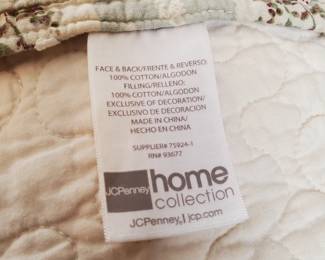 FACE & BACK/FRENTE & REVERSO:
100% COTTON/ALGODON
FILLING/RELLENO:
100% COTTON/ALGODON
EXCLUSIVE OF DECORATION/
EXCLUSIVO DE DECORACION
MADE IN CHINA/
HECHO EN CHINA
SUPPLIER# 75924-1
RN# 93677
JCPenney home
collection
JCPenney | jcp.com